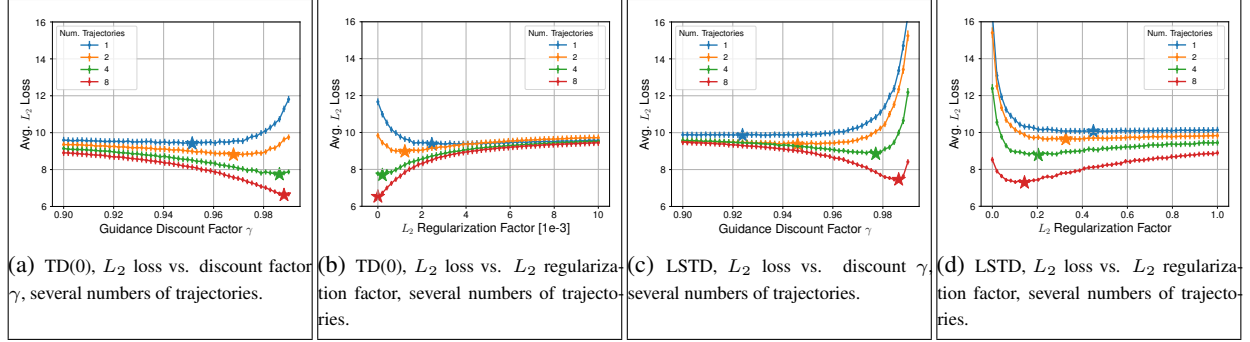 16
14
12
10
8
6
Avg. L₂ Loss
Num. Trajectories
1
2
4
8
0.90 0.92 0.94 0.96 0.98
Guidance Discount Factor γ
(a) TD(0), L₂ loss vs. discount factor
γ, several numbers of trajectories.
16
14
12
10
8
6
Avg. L₂ Loss
Num. Trajectories
1
2
4
8
0 2 4 6 8 10
L₂ Regularization Factor [1e-3]
(b) TD(0), L₂ loss vs. L₂ regulariza-
tion factor, several numbers of trajecto-
ries.
16
14
12
10
8
6
Avg. L₂ Loss
Num. Trajectories
1
2
4
8
0.90 0.92 0.94 0.96 0.98
Guidance Discount Factor γ
(c) LSTD, L₂ loss vs. discount γ,
several numbers of trajectories.
16
14
12
10
8
6
Avg. L₂ Loss
Num. Trajectories
1
2
4
8
0.0 0.2 0.4 0.6 0.8 1.0
L₂ Regularization Factor
(d) LSTD, L₂ loss vs. L₂ regulariza-
tion factor, several numbers of trajecto-
ries.